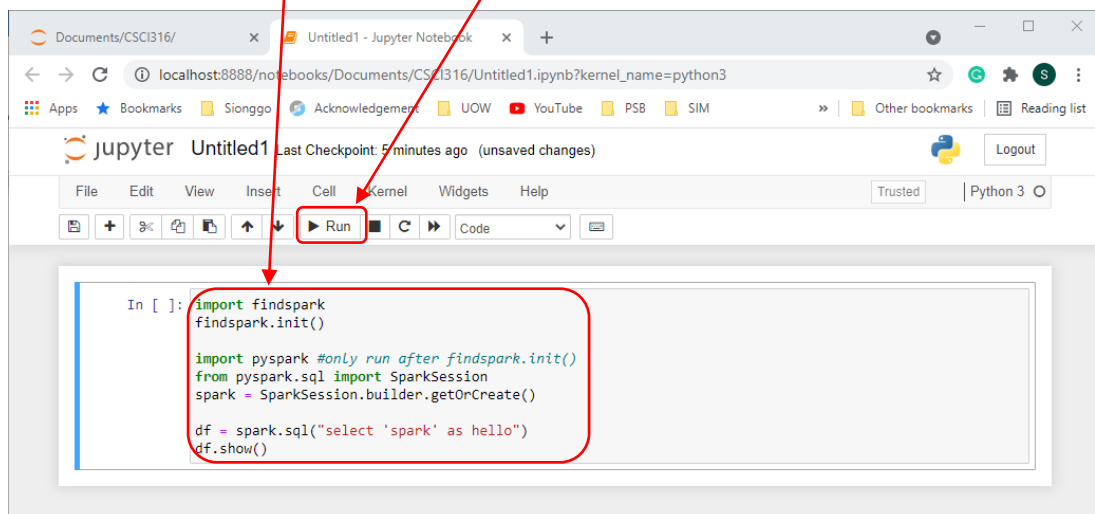 Documents/CSCI316/
Untitled1 - Jupyter Notebook
localhost:8888/notebooks/Documents/CSCI316/Untitled1.ipynb?kernel_name=python3
G
S
Apps Bookmarks Sionggo Acknowledgement UOW YouTube PSB SIM » Other bookmarks Reading list
jupyter Untitled1 Last Checkpoint: 5 minutes ago (unsaved changes) Logout
File Edit View Insert Cell Kernel Widgets Help Trusted Python 3
Run Code
In [ ]: import findspark
findspark.init()
import pyspark #only run after findspark.init()
from pyspark.sql import SparkSession
spark = SparkSession.builder.getOrCreate()
df = spark.sql("select 'spark' as hello")
df.show()